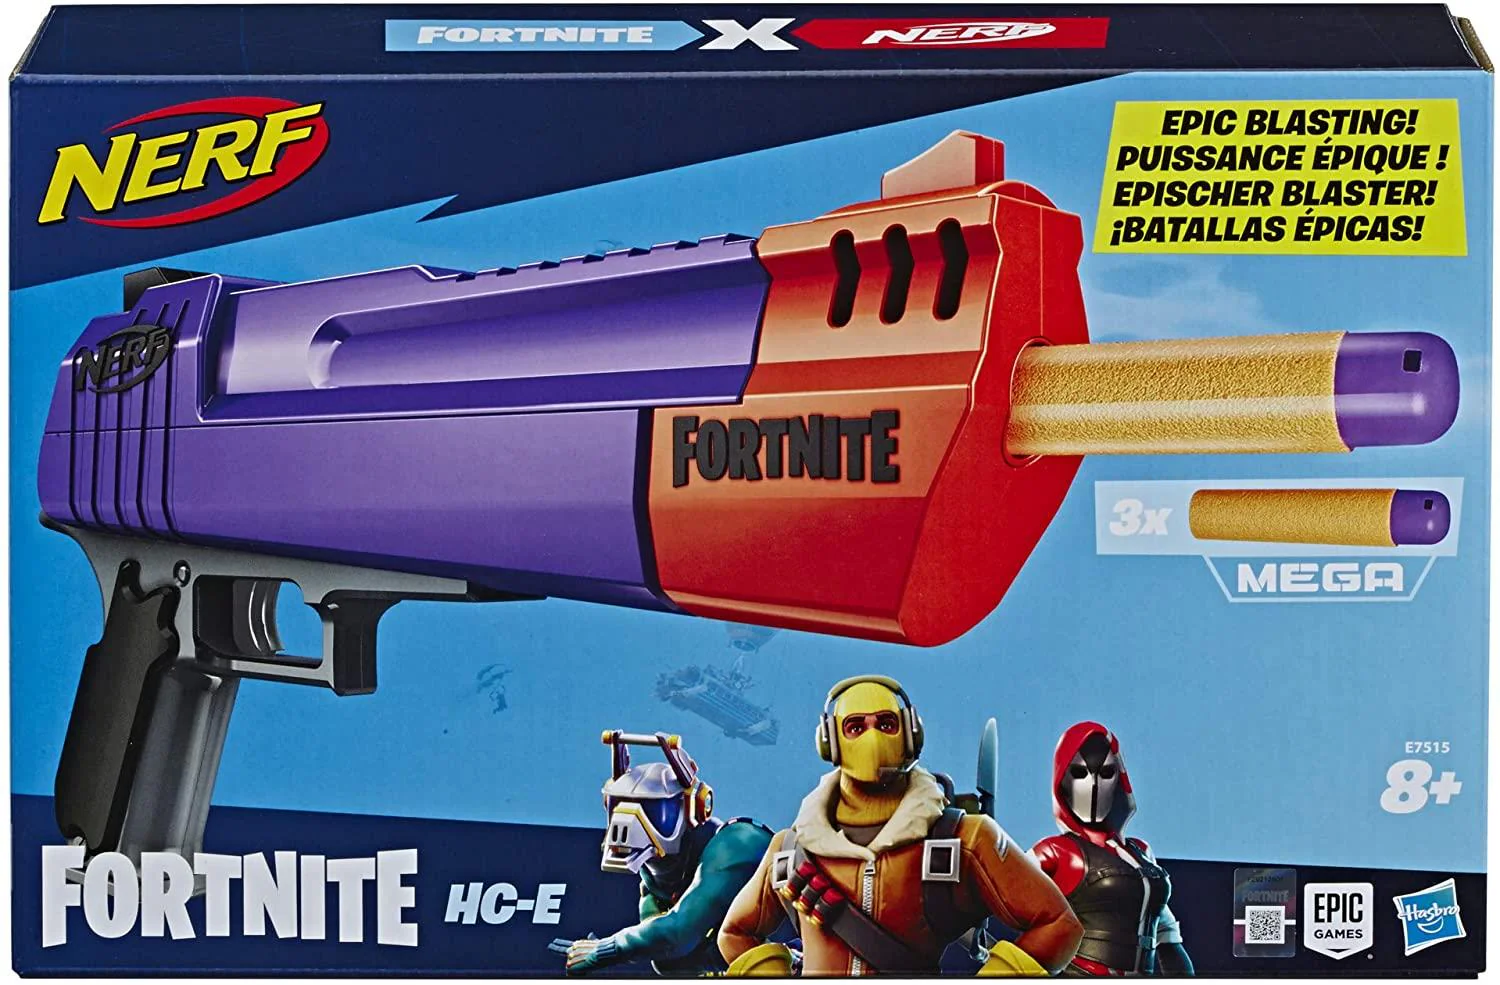 FORTNITE X NERF
NERF
EPIC BLASTING!
PUISSANCE ÉPIQUE !
EPISCHER BLASTER!
¡BATALLAS ÉPICAS!
NERF
FORTNITE
3x
MEGA
E7515
8+
FORTNITE HC-E
FORTNITE
EPIC
GAMES
Hasbro